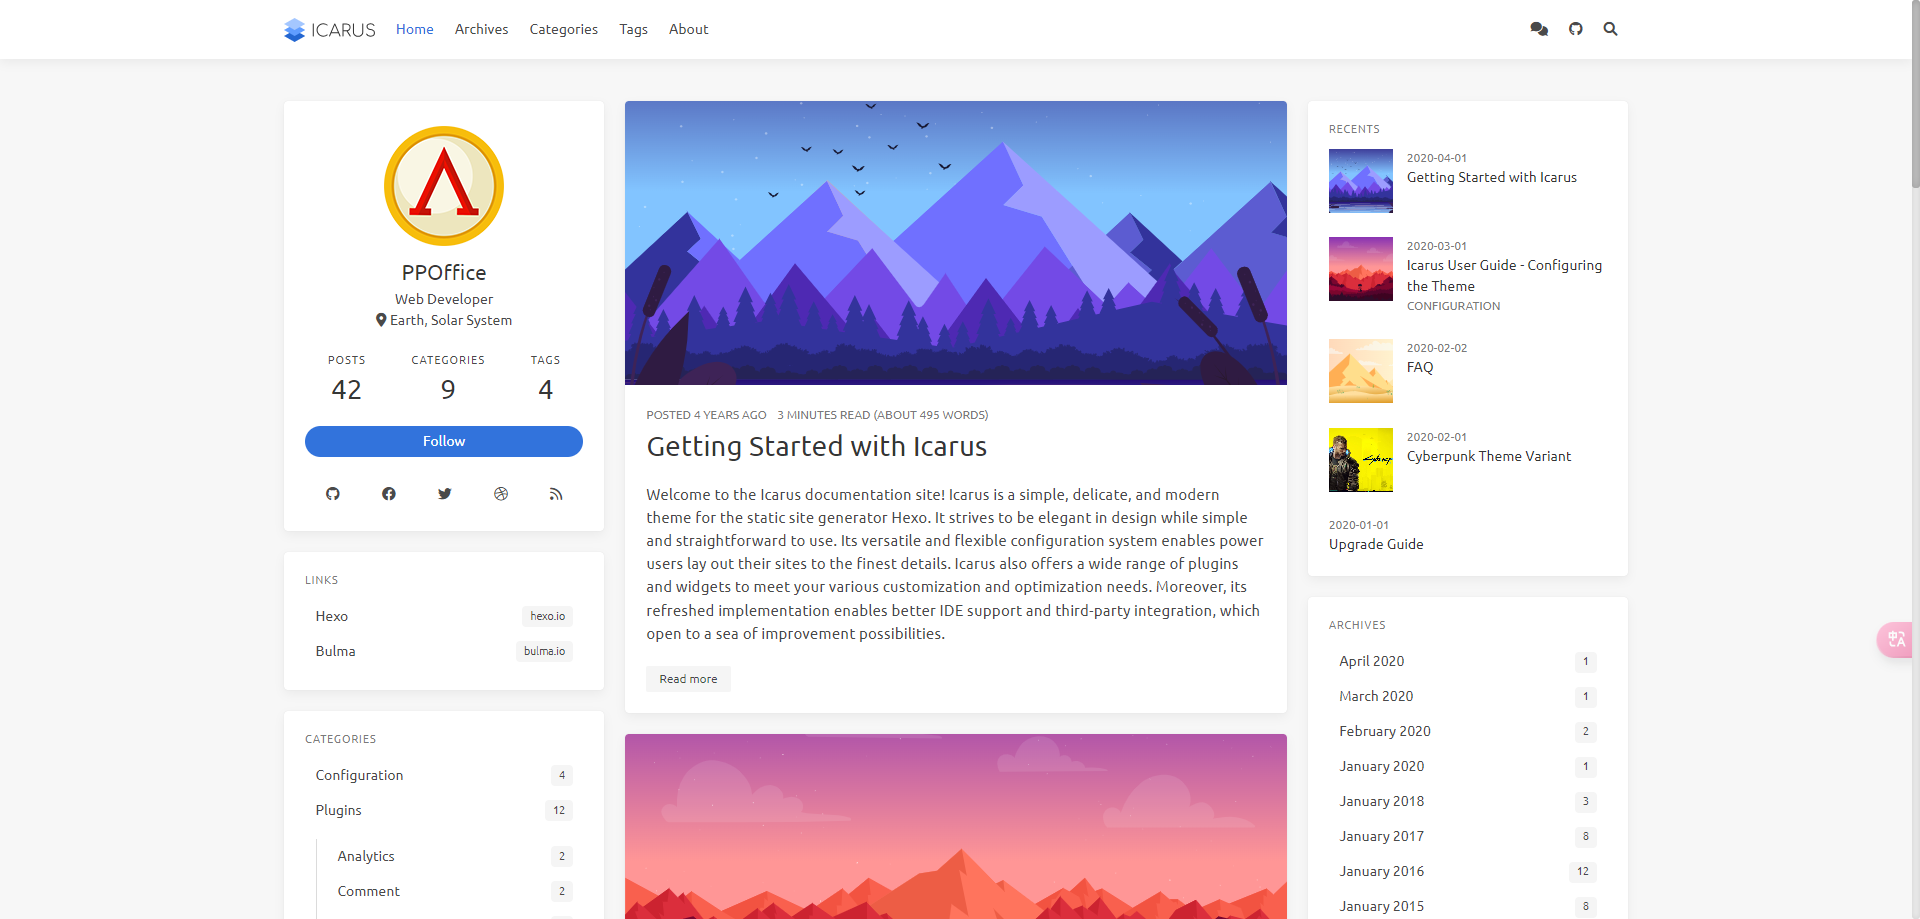 ICARUS
Home
Archives
Categories
Tags
About
PPOffice
Web Developer
Earth, Solar System
POSTS
42
CATEGORIES
9
TAGS
4
Follow
LINKS
Hexo
hexo.io
Bulma
bulma.io
CATEGORIES
Configuration
4
Plugins
12
Analytics
2
Comment
2
POSTED 4 YEARS AGO
3 MINUTES READ (ABOUT 495 WORDS)
Getting Started with Icarus
Welcome to the Icarus documentation site! Icarus is a simple, delicate, and modern
theme for the static site generator Hexo. It strives to be elegant in design while simple
and straightforward to use. Its versatile and flexible configuration system enables power
users lay out their sites to the finest details. Icarus also offers a wide range of plugins
and widgets to meet your various customization and optimization needs. Moreover, its
refreshed implementation enables better IDE support and third-party integration, which
open to a sea of improvement possibilities.
Read more
RECENTS
2020-04-01
Getting Started with Icarus
2020-03-01
Icarus User Guide - Configuring
the Theme
CONFIGURATION
2020-02-02
FAQ
2020-02-01
Cyberpunk Theme Variant
2020-01-01
Upgrade Guide
ARCHIVES
April 2020
1
March 2020
1
February 2020
2
January 2020
1
January 2018
3
January 2017
8
January 2016
12
January 2015
8